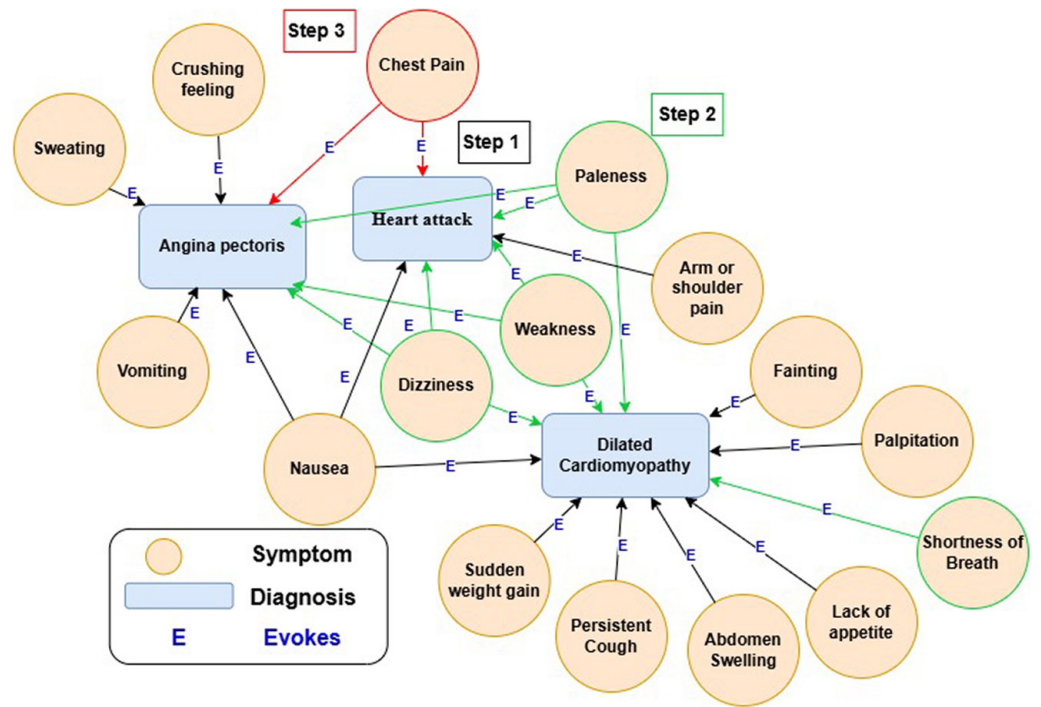 Step 3
Chest Pain
Crushing
feeling
Step 2
Step 1
Sweating
E
E
E
E
Paleness
E
E
Heart attack
Angina pectoris
E
Arm or
shoulder
pain
E
E
E
E
E
Weakness
E
E
Vomiting
E
E
Dizziness
E
Fainting
E
E
Nausea
E
Dilated
Cardiomyopathy
E
Palpitation
E
Shortness of
Breath
E
E
E
E
Sudden
weight gain
Persistent
Cough
Abdomen
Swelling
Lack of
appetite
Symptom
Diagnosis
E Evokes